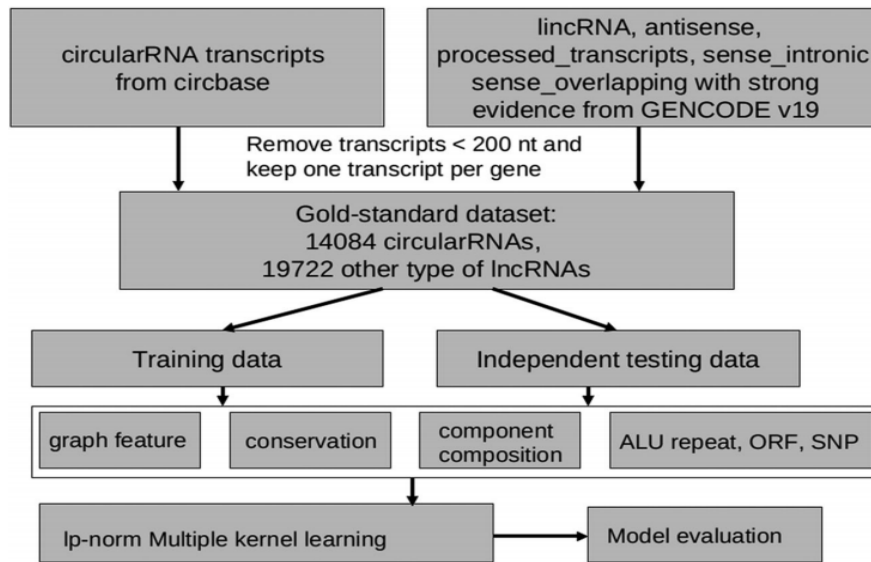 circularRNA transcripts
from circbase
lincRNA, antisense,
processed_transcripts, sense_intronic
sense_overlapping with strong
evidence from GENCODE v19
Remove transcripts < 200 nt and
keep one transcript per gene
Gold-standard dataset:
14084 circularRNAs,
19722 other type of lncRNAs
Training data
Independent testing data
graph feature
conservation
component
composition
ALU repeat, ORF, SNP
lp-norm Multiple kernel learning
Model evaluation